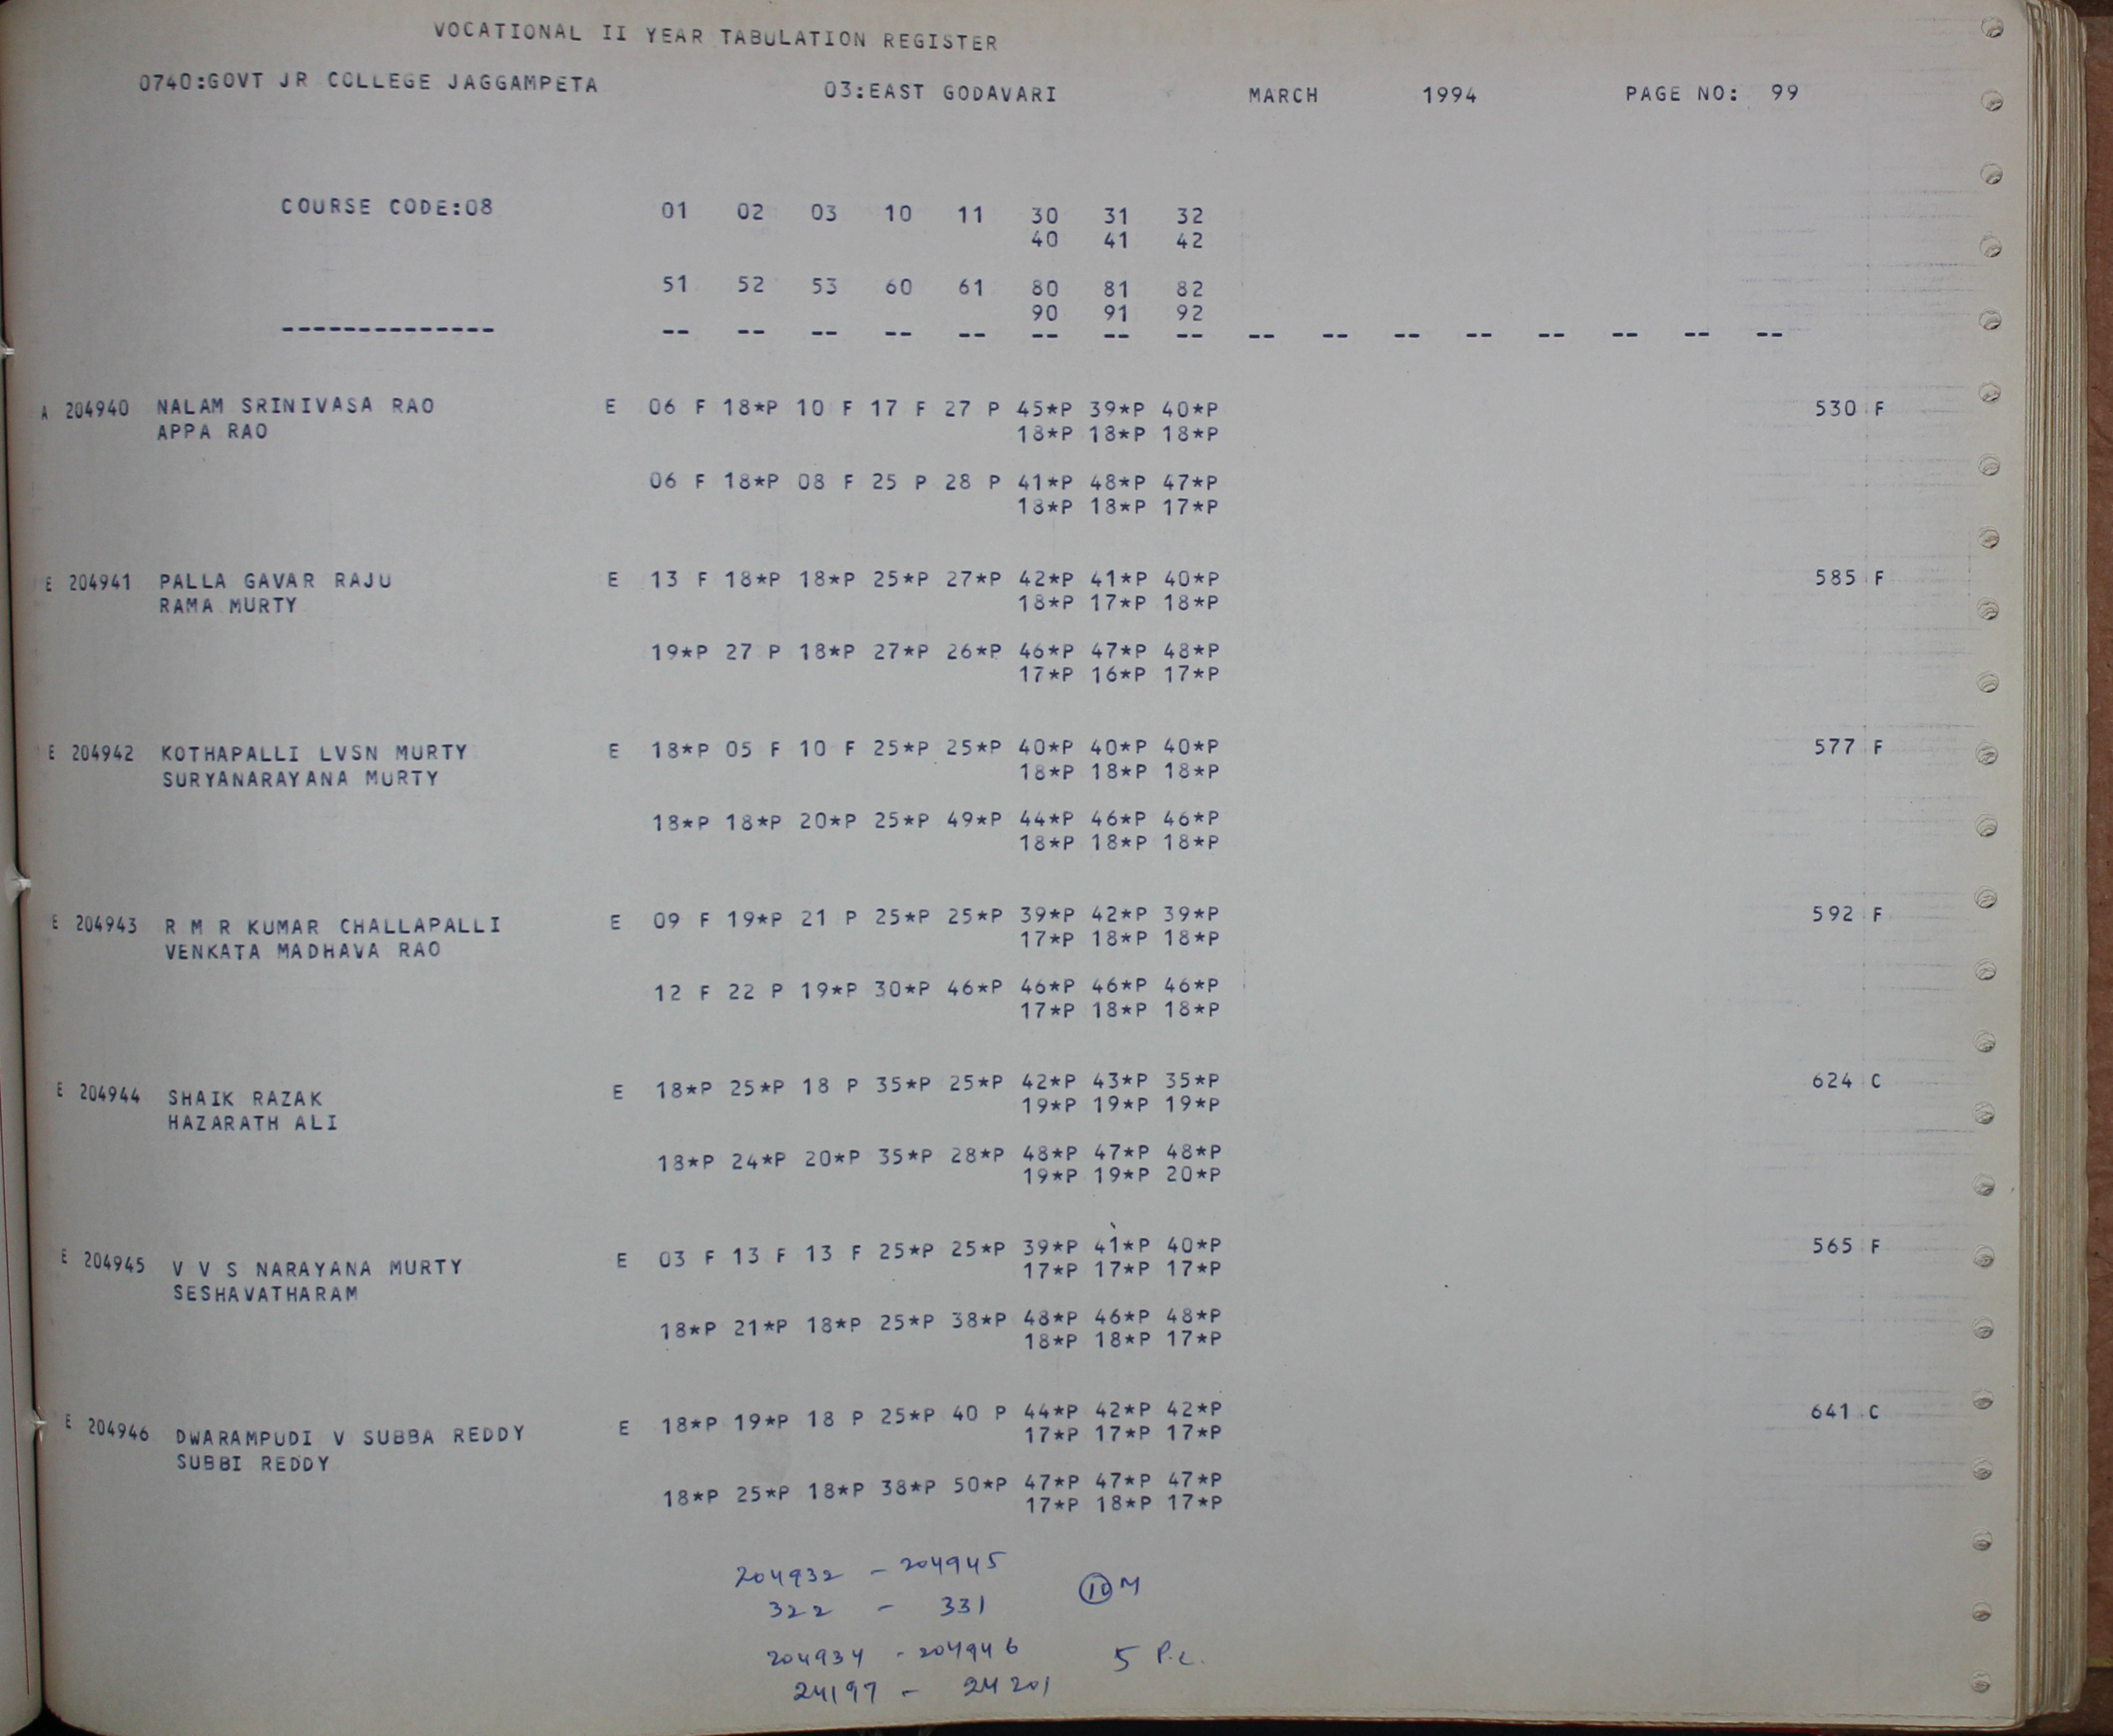 VOCATIONAL II YEAR TABULATION REGISTER
0740:GOVT JR COLLEGE JAGGAMPETA 03:EAST GODAVARI MARCH 1994 PAGE NO: 99
COURSE CODE:08 01 02 03 10 11 30 31 32
40 41 42
51 52 53 60 61 80 81 82
90 91 92
-------------- -- -- -- -- -- -- -- -- -- -- -- -- -- -- -- --
A 204940 NALAM SRINIVASA RAO E 06 F 18*P 10 F 17 F 27 P 45*P 39*P 40*P 530 F
APPA RAO 18*P 18*P 18*P
06 F 18*P 08 F 25 P 28 P 41*P 48*P 47*P
18*P 18*P 17*P
E 204941 PALLA GAVAR RAJU E 13 F 18*P 18*P 25*P 27*P 42*P 41*P 40*P 585 F
RAMA MURTY 18*P 17*P 18*P
19*P 27 P 18*P 27*P 26*P 46*P 47*P 48*P
17*P 16*P 17*P
E 204942 KOTHAPALLI LVSN MURTY E 18*P 05 F 10 F 25*P 25*P 40*P 40*P 40*P 577 F
SURYANARAYANA MURTY 18*P 18*P 18*P
18*P 18*P 20*P 25*P 49*P 44*P 46*P 46*P
18*P 18*P 18*P
E 204943 R M R KUMAR CHALLAPALLI E 09 F 19*P 21 P 25*P 25*P 39*P 42*P 39*P 592 F
VENKATA MADHAVA RAO 17*P 18*P 18*P
12 F 22 P 19*P 30*P 46*P 46*P 46*P 46*P
17*P 18*P 18*P
E 204944 SHAIK RAZAK E 18*P 25*P 18 P 35*P 25*P 42*P 43*P 35*P 624 C
HAZARATH ALI 19*P 19*P 19*P
18*P 24*P 20*P 35*P 28*P 48*P 47*P 48*P
19*P 19*P 20*P
E 204945 V V S NARAYANA MURTY E 03 F 13 F 13 F 25*P 25*P 39*P 41*P 40*P 565 F
SESHAVATHARAM 17*P 17*P 17*P
18*P 21*P 18*P 25*P 38*P 48*P 46*P 48*P
18*P 18*P 17*P
E 204946 DWARAMPUDI V SUBBA REDDY E 18*P 19*P 18 P 25*P 40 P 44*P 42*P 42*P 641 C
SUBBI REDDY 17*P 17*P 17*P
18*P 25*P 18*P 38*P 50*P 47*P 47*P 47*P
17*P 18*P 17*P
204932 - 204945
322 - 331 10 M
204934 - 204946 5 P.C.
24197 - 24201